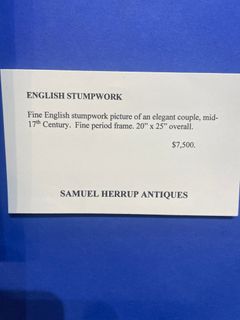 ENGLISH STUMPWORK
Fine English stumpwork picture of an elegant couple, mid-
17th Century. Fine period frame. 20" x 25" overall.
$7,500.
SAMUEL HERRUP ANTIQUES